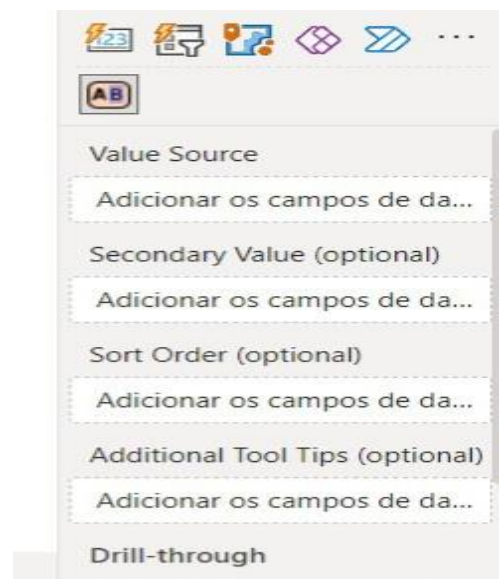 123
AB
Value Source
Adicionar os campos de da...
Secondary Value (optional)
Adicionar os campos de da...
Sort Order (optional)
Adicionar os campos de da...
Additional Tool Tips (optional)
Adicionar os campos de da...
Drill-through